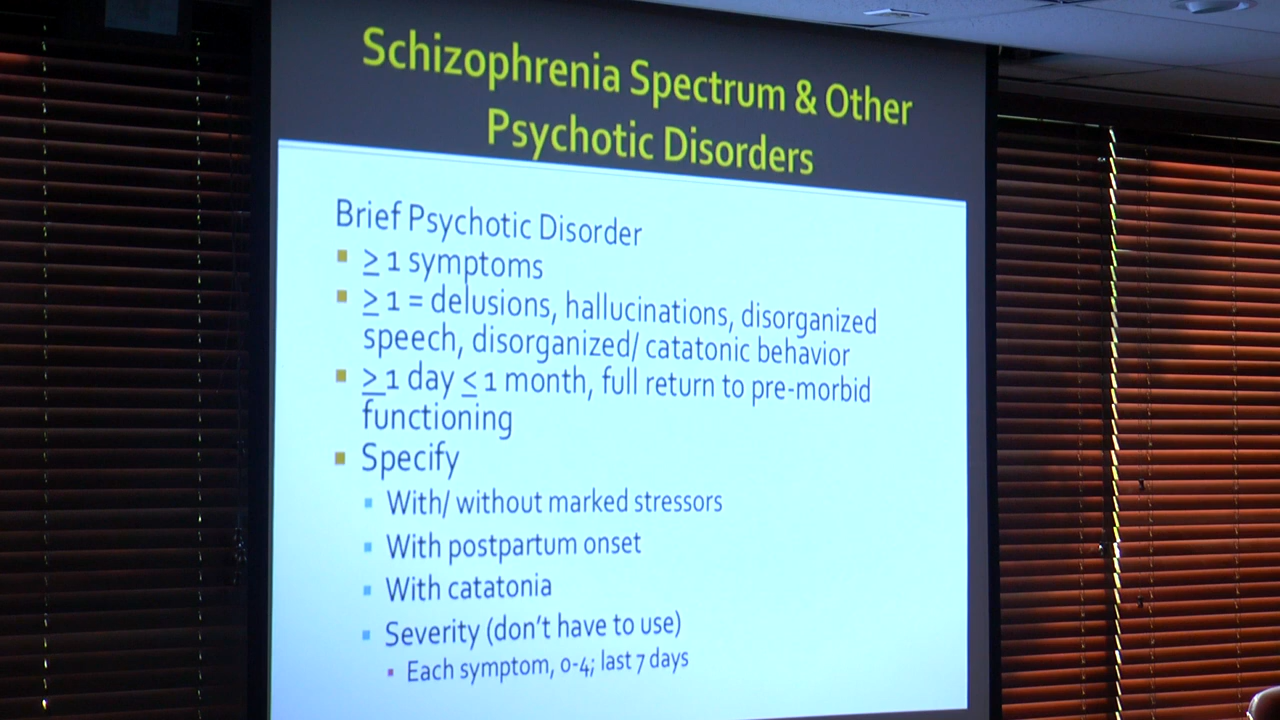 Schizophrenia Spectrum & Other
Psychotic Disorders
Brief Psychotic Disorder
≥ 1 symptoms
≥ 1 = delusions, hallucinations, disorganized
speech, disorganized/ catatonic behavior
≥ 1 day ≤ 1 month, full return to pre-morbid
functioning
Specify
With/ without marked stressors
With postpartum onset
With catatonia
Severity (don't have to use)
Each symptom, 0-4; last 7 days